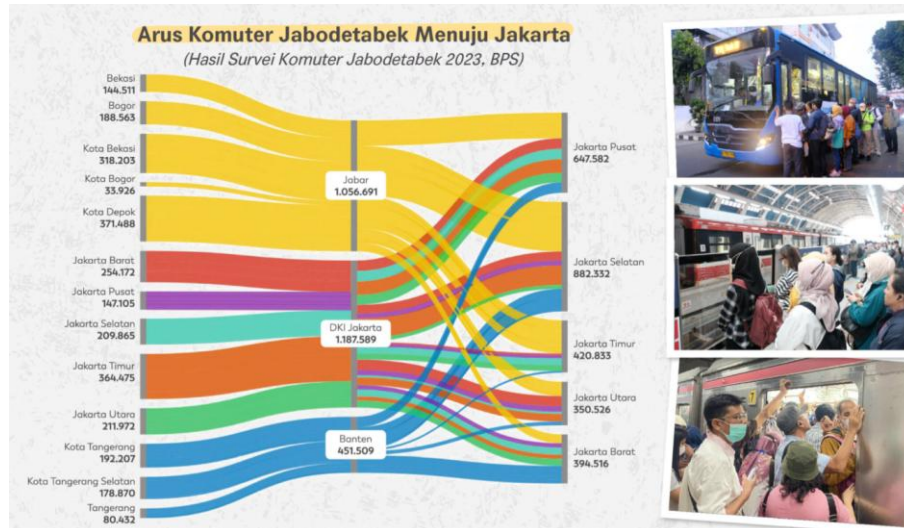 Arus Komuter Jabodetabek Menuju Jakarta
(Hasil Survei Komuter Jabodetabek 2023, BPS)
Bekasi
144.511
Bogor
188.563
Kota Bekasi
318.203
Kota Bogor
33.926
Kota Depok
371.488
Jakarta Barat
254.172
Jakarta Pusat
147.105
Jakarta Selatan
209.865
Jakarta Timur
364.475
Jakarta Utara
211.972
Kota Tangerang
192.207
Kota Tangerang Selatan
178.870
Tangerang
80.432
Jabar
1.056.691
DKI Jakarta
1.187.589
Banten
451.509
Jakarta Pusat
647.582
Jakarta Selatan
882.332
Jakarta Timur
420.833
Jakarta Utara
350.526
Jakarta Barat
394.516